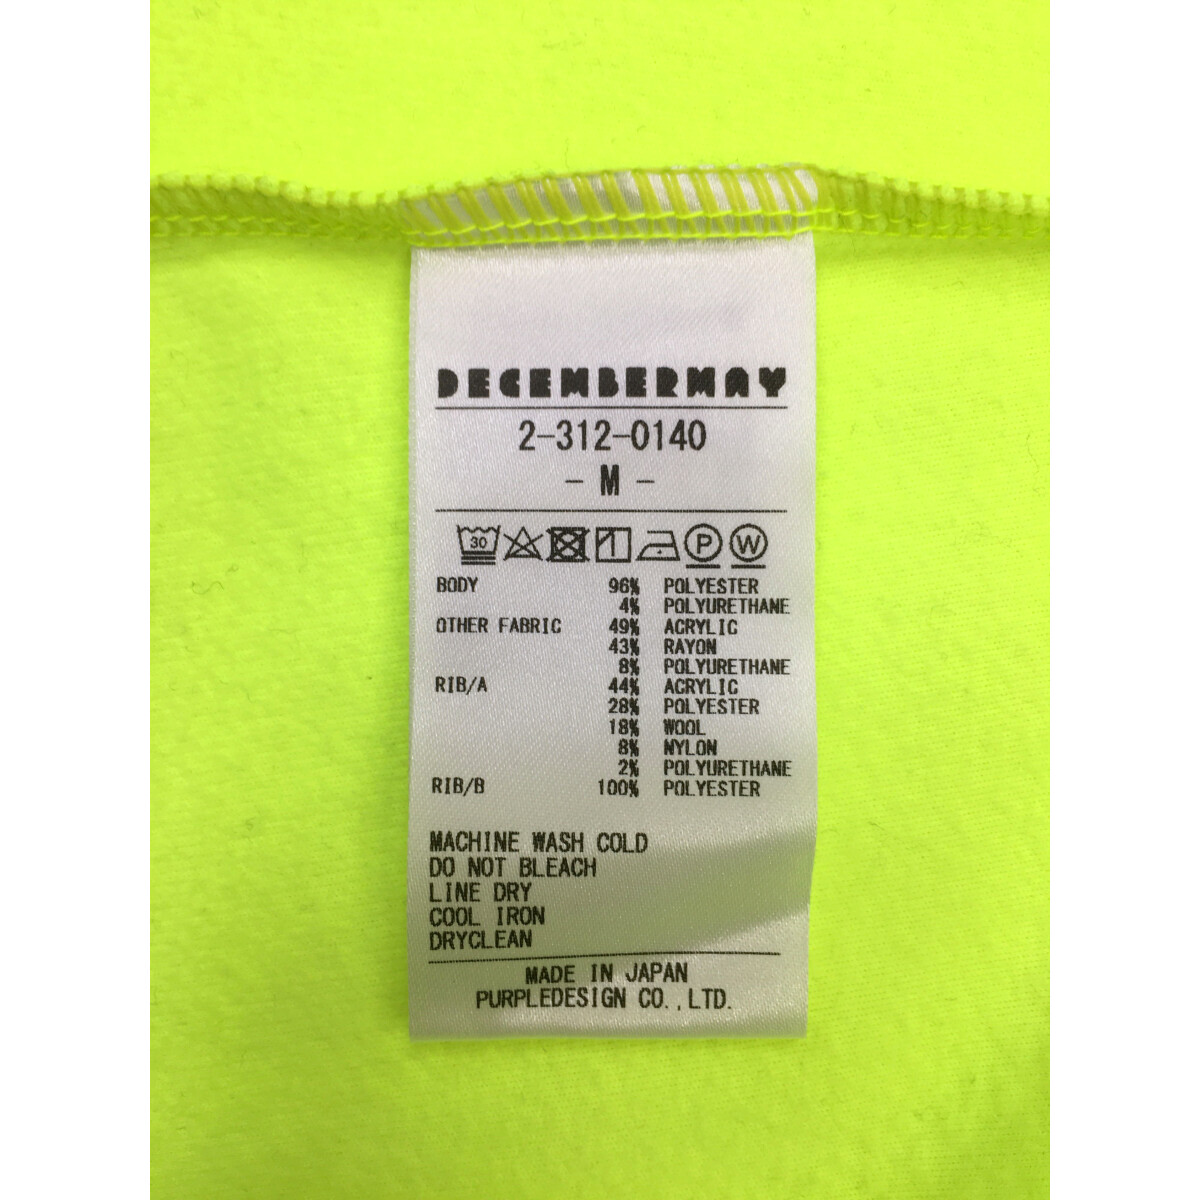 DECEMBERMAY
2-312-0140
- M -
30 P W
BODY 96% POLYESTER
4% POLYURETHANE
OTHER FABRIC 49% ACRYLIC
43% RAYON
8% POLYURETHANE
RIB/A 44% ACRYLIC
28% POLYESTER
18% WOOL
8% NYLON
2% POLYURETHANE
RIB/B 100% POLYESTER
MACHINE WASH COLD
DO NOT BLEACH
LINE DRY
COOL IRON
DRYCLEAN
MADE IN JAPAN
PURPLEDESIGN CO.,LTD.